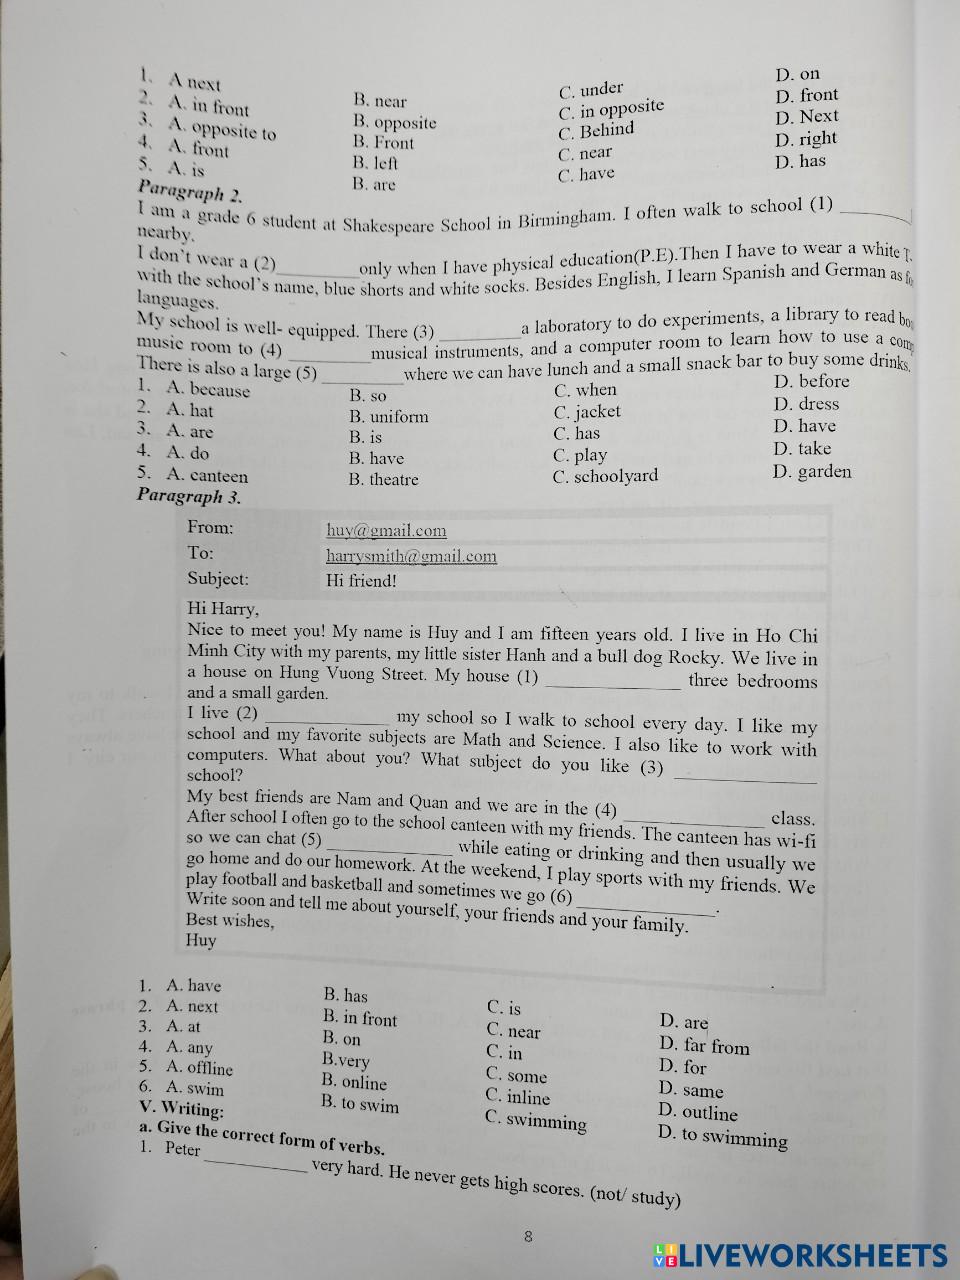 1. A next B. near C. under D. on
2. A. in front B. opposite C. in opposite D. front
3. A. opposite to B. Front C. Behind D. Next
4. A. front B. left C. near D. right
5. A. is B. are C. have D. has
Paragraph 2.
I am a grade 6 student at Shakespeare School in Birmingham. I often walk to school (1) ________
nearby.
I don't wear a (2)________only when I have physical education(P.E).Then I have to wear a white T.
with the school's name, blue shorts and white socks. Besides English, I learn Spanish and German as
languages.
My school is well- equipped. There (3) ________a laboratory to do experiments, a library to read
music room to (4) ________musical instruments, and a computer room to learn how to use a
There is also a large (5) ________where we can have lunch and a small snack bar to buy some drinks.
1. A. because B. so C. when D. before
2. A. hat B. uniform C. jacket D. dress
3. A. are B. is C. has D. have
4. A. do B. have C. play D. take
5. A. canteen B. theatre C. schoolyard D. garden
Paragraph 3.
From: huy@gmail.com
To: harrysmith@gmail.com
Subject: Hi friend!
Hi Harry,
Nice to meet you! My name is Huy and I am fifteen years old. I live in Ho Chi
Minh City with my parents, my little sister Hanh and a bull dog Rocky. We live in
a house on Hung Vuong Street. My house (1) ____________ three bedrooms
and a small garden.
I live (2) ____________ my school so I walk to school every day. I like my
school and my favorite subjects are Math and Science. I also like to work with
computers. What about you? What subject do you like (3) ____________
school?
My best friends are Nam and Quan and we are in the (4) ____________ class.
After school I often go to the school canteen with my friends. The canteen has wi-fi
so we can chat (5) ____________ while eating or drinking and then usually we
go home and do our homework. At the weekend, I play sports with my friends. We
play football and basketball and sometimes we go (6) ____________.
Write soon and tell me about yourself, your friends and your family.
Best wishes,
Huy
1. A. have B. has C. is D. are
2. A. next B. in front C. near D. far from
3. A. at B. on C. in D. for
4. A. any B.very C. some D. same
5. A. offline B. online C. inline D. outline
6. A. swim B. to swim C. swimming D. to swimming
V. Writing:
a. Give the correct form of verbs.
1. Peter ____________ very hard. He never gets high scores. (not/ study)
8
LIVE LIVEWORKSHEETS